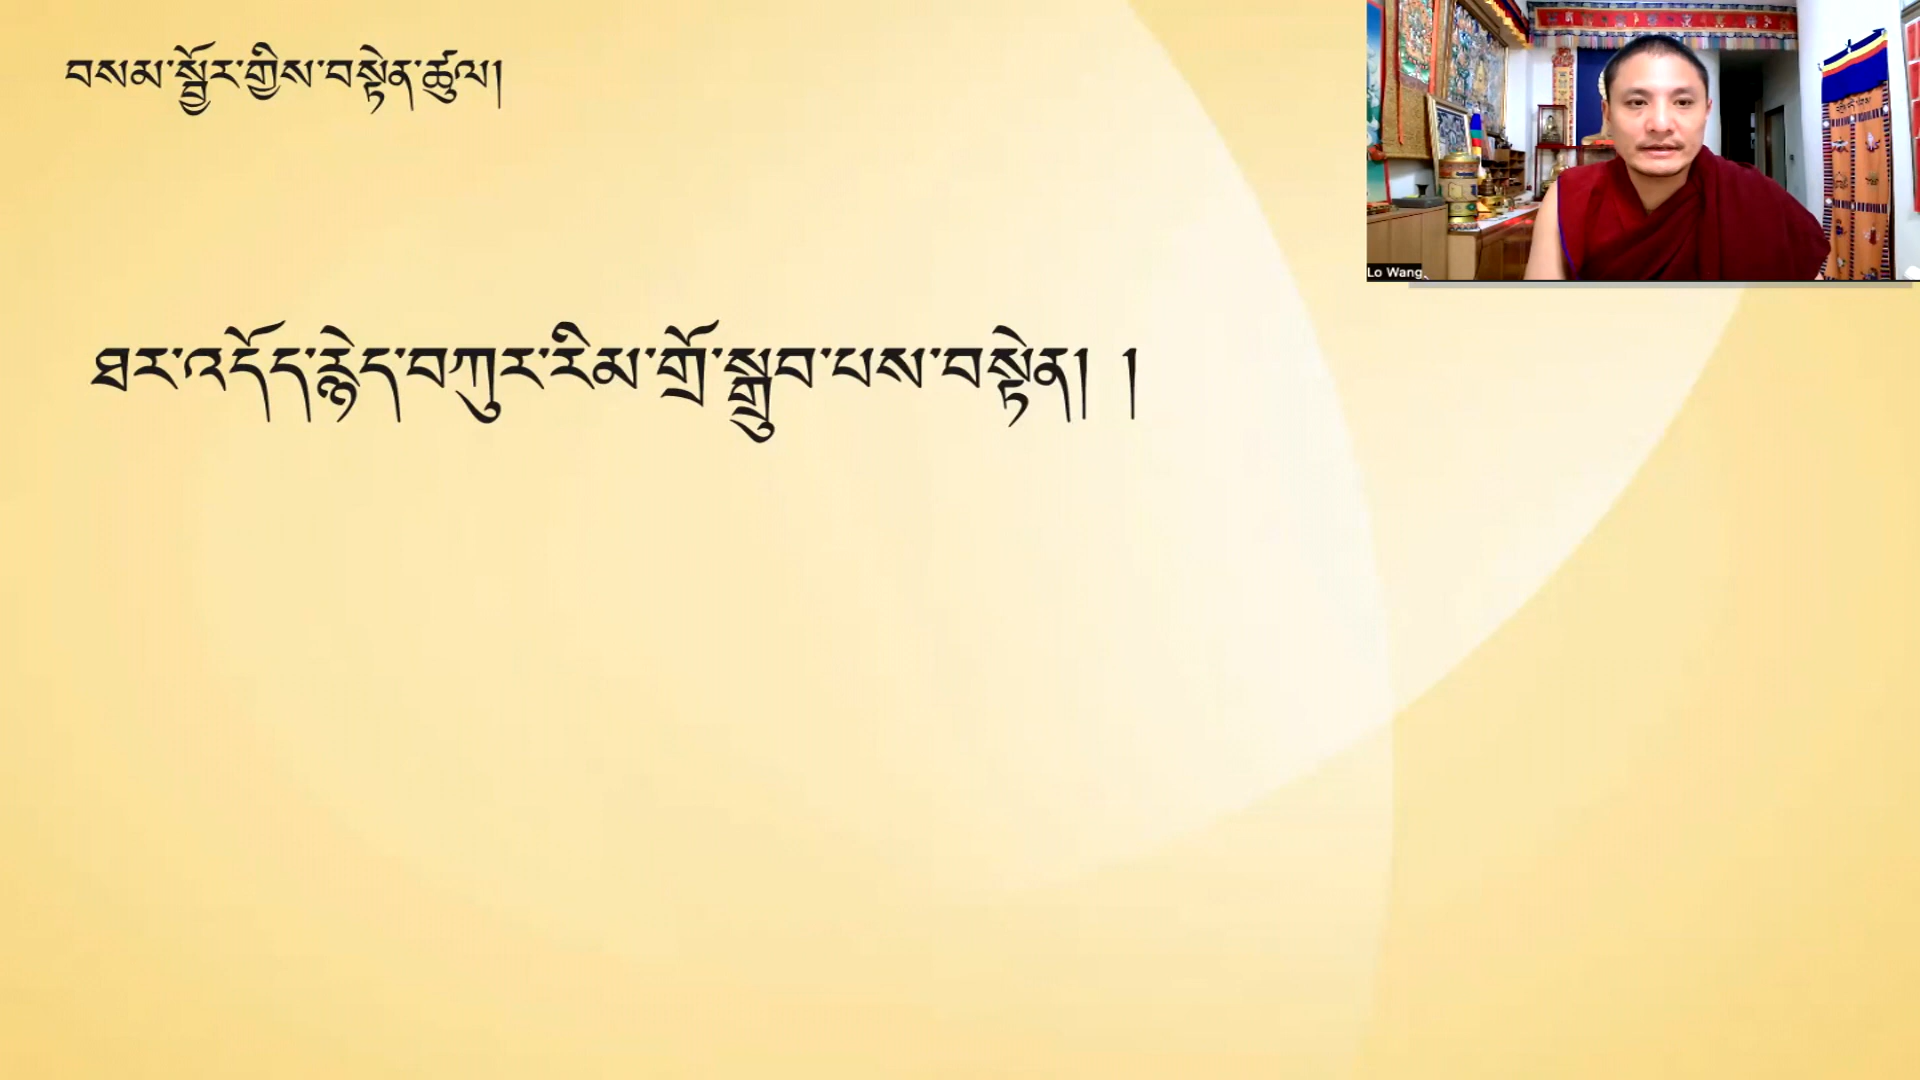 བསམ་སྦྱོར་གྱིས་བསྟེན་ཚུལ།
ཐར་འདོད་རྙེད་བཀུར་རིམ་གྲོ་སྒྲུབ་པས་བསྟེན། །
Lo Wang